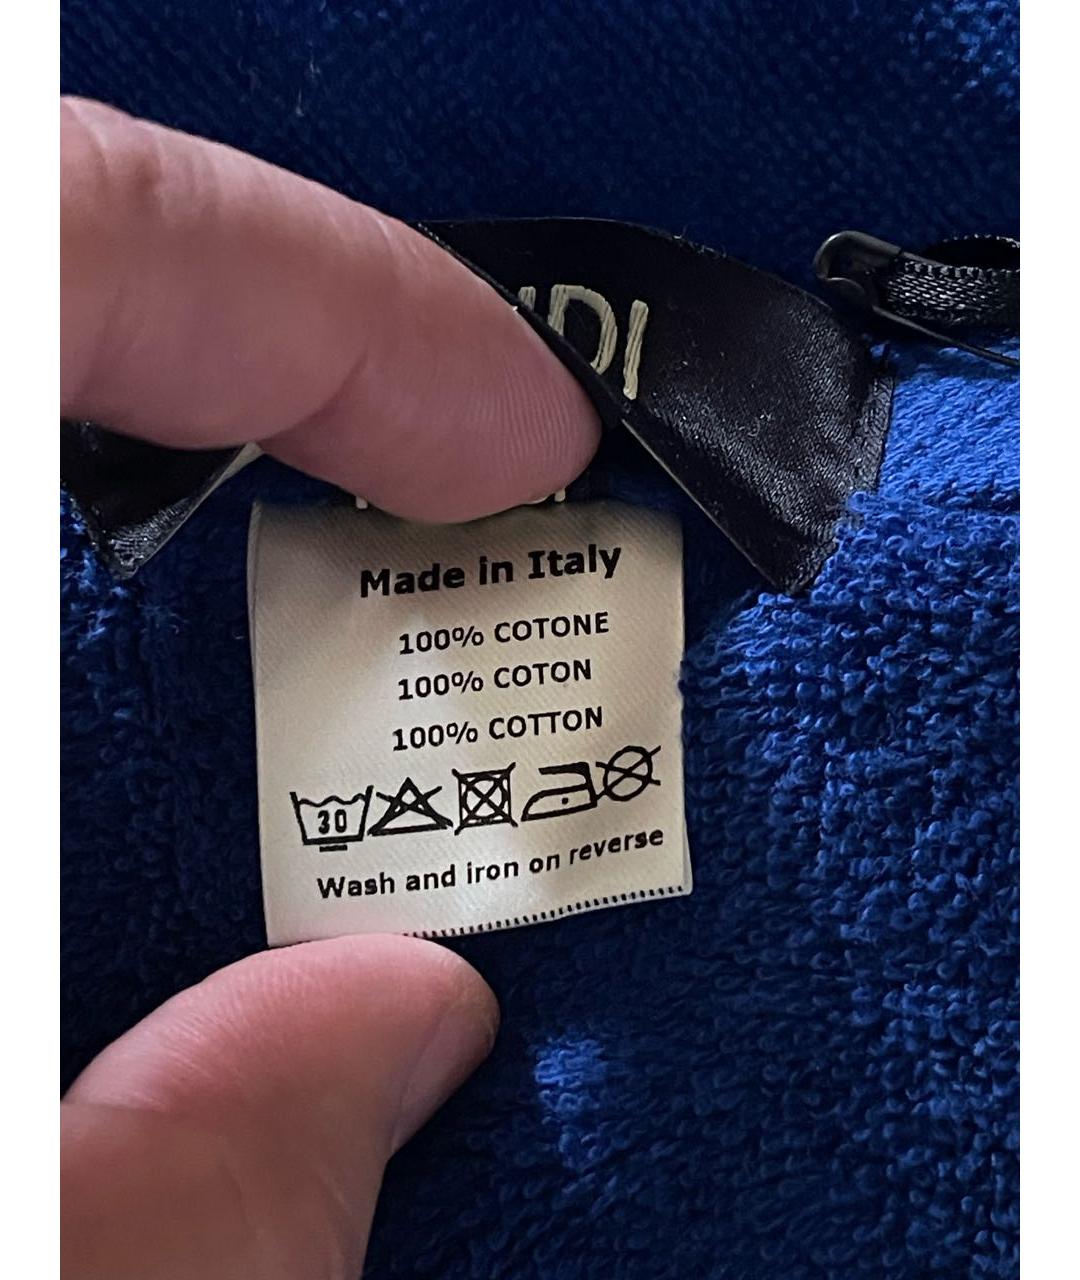 Made in Italy
100% COTONE
100% COTON
100% COTTON
30
Wash and iron on reverse